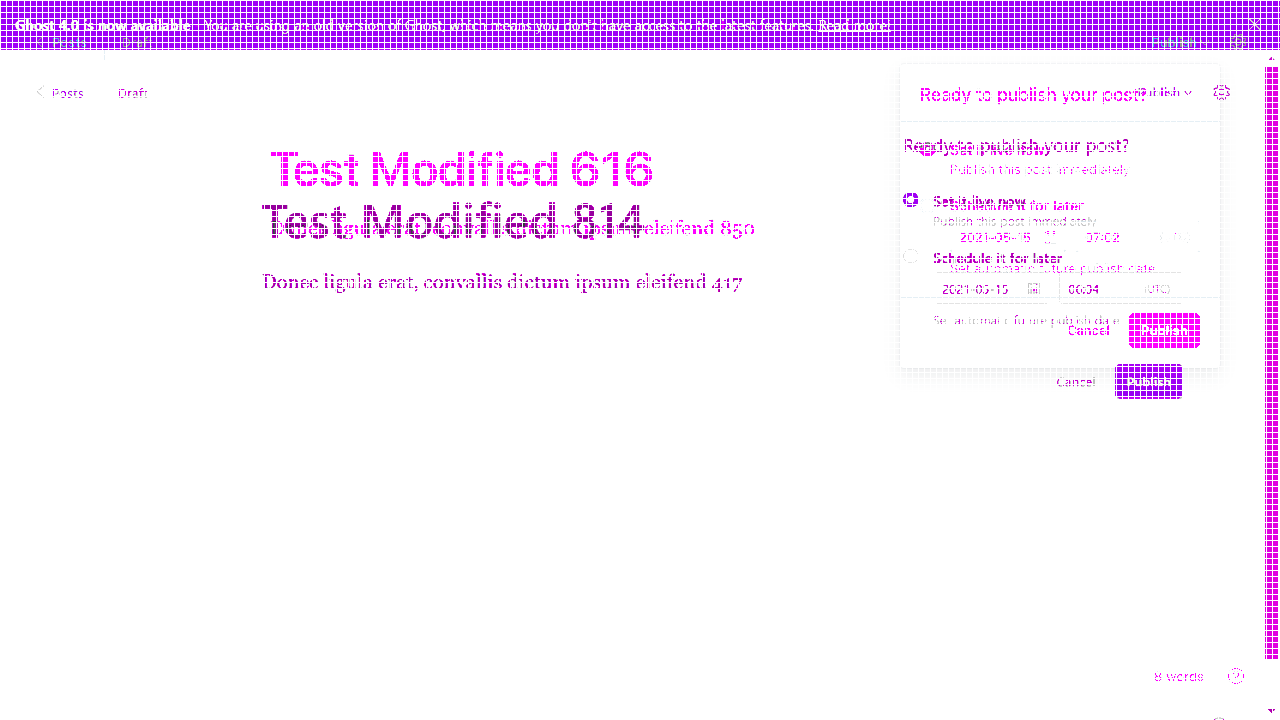 Ghost 4.0 is now available You are using an old version of Ghost, which means you don't have access to the latest features. Read more!
Publish
Posts Draft
Ready to publish your post?
Publish
Test Modified 616
Ready to publish your post?
Set it live now
Publish this post immediately
Test Modified 814
Set it live now
Schedule it for later
Publish this post immediately
Donec ligula erat, convallis dictum ipsum eleifend 850
2021-05-15 07:02
Schedule it for later
Set automatic future publish date
Donec ligula erat, convallis dictum ipsum eleifend 417
2021-05-15 06:34 (UTC)
Set automatic future publish date
Cancel Publish
Cancel Publish
8 words